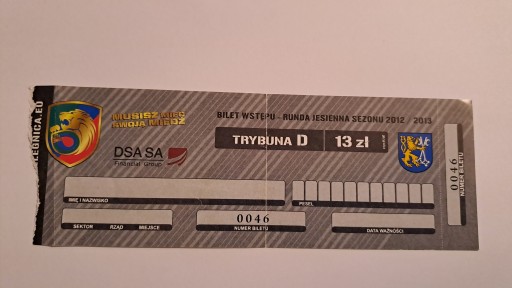 LEGNICA.EU
MUSISZ MIEĆ
SWOJĄ MIEDŹ
DSA SA
Financial Group
BILET WSTĘPU - RUNDA JESIENNA SEZONU 2012 / 2013
TRYBUNA D
13 zł
IMIĘ I NAZWISKO
PESEL
SEKTOR RZĄD MIEJSCE
0046
NUMER BILETU
DATA WAŻNOŚCI
0046
NUMER BILETU